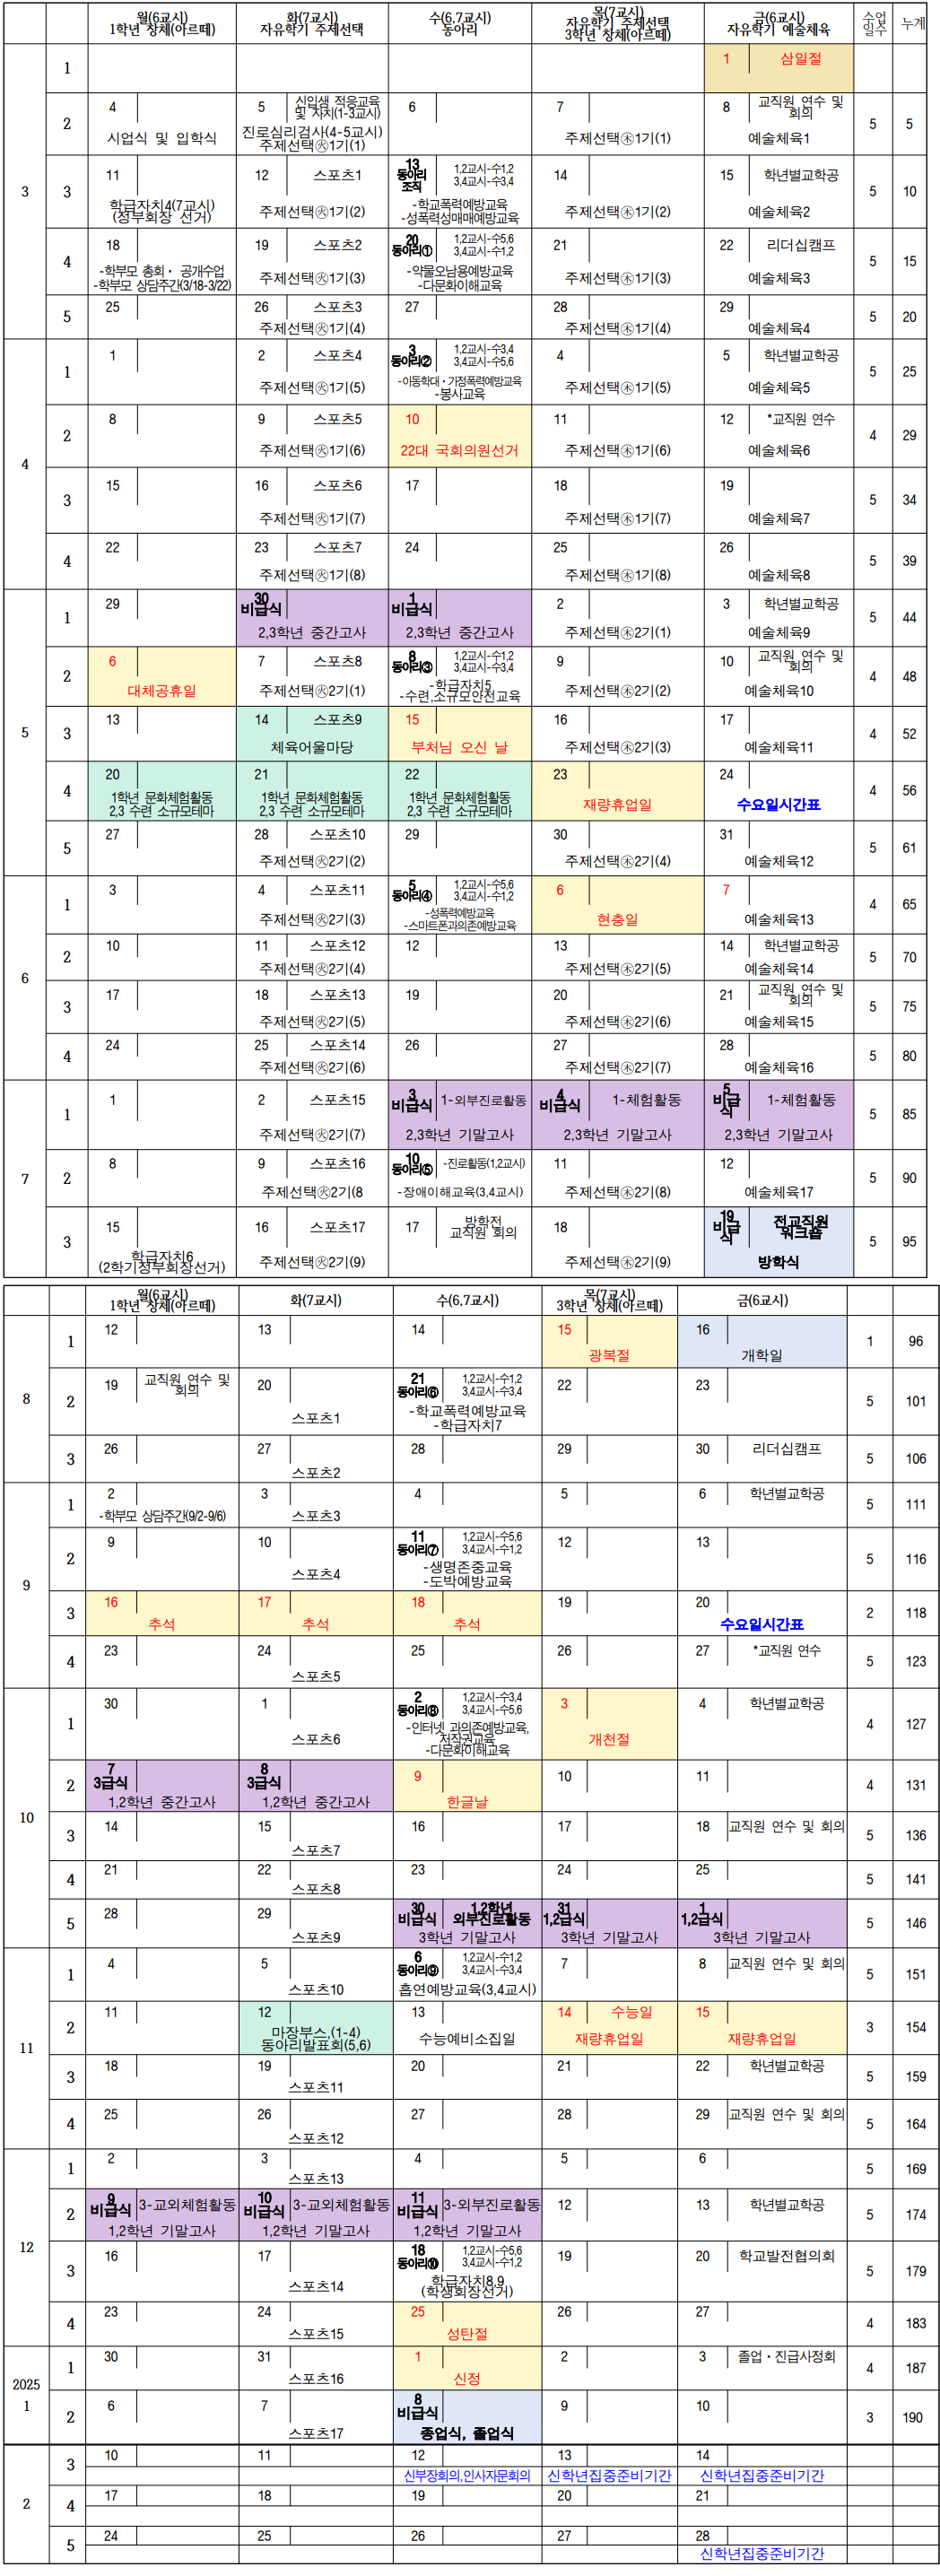 월(6교시)
1학년 창체(아르떼)
화(7교시)
자유학기 주제선택
수(6,7교시)
동아리
목(7교시)
자유학기 주제선택
3학년 창체(아르떼)
금(6교시)
자유학기 예술체육
수업
일수
누계
3
1
1 삼일절
2
4
시업식 및 입학식
5 신입생 적응교육
및 자치(1-3교시)
진로심리검사(4-5교시)
주제선택㊋1기(1)
6
7
주제선택㊍1기(1)
8 교직원 연수 및
회의
예술체육1
5 5
3
11
학급자치4(7교시)
(정부회장 선거)
12 스포츠1
주제선택㊋1기(2)
13
동아리
조직
1,2교시-수1,2
3,4교시-수3,4
-학교폭력예방교육
-성폭력성매매예방교육
14
주제선택㊍1기(2)
15 학년별교학공
예술체육2
5 10
4
18
-학부모 총회・ 공개수업
-학부모 상담주간(3/18-3/22)
19 스포츠2
주제선택㊋1기(3)
20
동아리①
1,2교시-수5,6
3,4교시-수1,2
-약물오남용예방교육
-다문화이해교육
21
주제선택㊍1기(3)
22 리더십캠프
예술체육3
5 15
5
25
26 스포츠3
주제선택㊋1기(4)
27
28
주제선택㊍1기(4)
29
예술체육4
5 20
4
1
1
2 스포츠4
주제선택㊋1기(5)
3
동아리②
1,2교시-수3,4
3,4교시-수5,6
-아동학대・가정폭력예방교육
-봉사교육
4
주제선택㊍1기(5)
5 학년별교학공
예술체육5
5 25
2
8
9 스포츠5
주제선택㊋1기(6)
10
22대 국회의원선거
11
주제선택㊍1기(6)
12 *교직원 연수
예술체육6
4 29
3
15
16 스포츠6
주제선택㊋1기(7)
17
18
주제선택㊍1기(7)
19
예술체육7
5 34
4
22
23 스포츠7
주제선택㊋1기(8)
24
25
주제선택㊍1기(8)
26
예술체육8
5 39
5
1
29
30
비급식
2,3학년 중간고사
1
비급식
2,3학년 중간고사
2
주제선택㊍2기(1)
3 학년별교학공
예술체육9
5 44
2
6
대체공휴일
7 스포츠8
주제선택㊋2기(1)
8
동아리③
1,2교시-수1,2
3,4교시-수3,4
-학급자치5
-수련,소규모안전교육
9
주제선택㊍2기(2)
10 교직원 연수 및
회의
예술체육10
4 48
3
13
14 스포츠9
체육어울마당
15
부처님 오신 날
16
주제선택㊍2기(3)
17
예술체육11
4 52
4
20
1학년 문화체험활동
2,3 수련 소규모테마
21
1학년 문화체험활동
2,3 수련 소규모테마
22
1학년 문화체험활동
2,3 수련 소규모테마
23
재량휴업일
24
수요일시간표
4 56
5
27
28 스포츠10
주제선택㊋2기(2)
29
30
주제선택㊍2기(4)
31
예술체육12
5 61
6
1
3
4 스포츠11
주제선택㊋2기(3)
5
동아리④
1,2교시-수5,6
3,4교시-수1,2
-성폭력예방교육
-스마트폰과의존예방교육
6
현충일
7
예술체육13
4 65
2
10
11 스포츠12
주제선택㊋2기(4)
12
13
주제선택㊍2기(5)
14 학년별교학공
예술체육14
5 70
3
17
18 스포츠13
주제선택㊋2기(5)
19
20
주제선택㊍2기(6)
21 교직원 연수 및
회의
예술체육15
5 75
4
24
25 스포츠14
주제선택㊋2기(6)
26
27
주제선택㊍2기(7)
28
예술체육16
5 80
7
1
1
2 스포츠15
주제선택㊋2기(7)
3
비급식
1-외부진로활동
2,3학년 기말고사
4
비급식
1-체험활동
2,3학년 기말고사
5
비급
식
1-체험활동
2,3학년 기말고사
5 85
2
8
9 스포츠16
주제선택㊋2기(8
10
동아리⑤
-진로활동(1,2교시)
-장애이해교육(3,4교시)
11
주제선택㊍2기(8)
12
예술체육17
5 90
3
15
학급자치6
(2학기정부회장선거)
16 스포츠17
주제선택㊋2기(9)
17 방학전
교직원 회의
18
주제선택㊍2기(9)
19
비급
식
전교직원
워크숍
방학식
5 95
월(6교시)
1학년 창체(아르떼)
화(7교시)
수(6,7교시)
목(7교시)
3학년 창체(아르떼)
금(6교시)
8
1
12
13
14
15
광복절
16
개학일
1 96
2
19 교직원 연수 및
회의
20
스포츠1
21
동아리⑥
1,2교시-수1,2
3,4교시-수3,4
-학교폭력예방교육
-학급자치7
22
23
5 101
3
26
27
스포츠2
28
29
30 리더십캠프
5 106
9
1
2
-학부모 상담주간(9/2-9/6)
3
스포츠3
4
5
6 학년별교학공
5 111
2
9
10
스포츠4
11
동아리⑦
1,2교시-수5,6
3,4교시-수1,2
-생명존중교육
-도박예방교육
12
13
5 116
3
16
추석
17
추석
18
추석
19
20
수요일시간표
2 118
4
23
24
스포츠5
25
26
27 *교직원 연수
5 123
10
1
30
1
스포츠6
2
동아리⑧
1,2교시-수3,4
3,4교시-수5,6
-인터넷 과의존예방교육,
저작권교육
-다문화이해교육
3
개천절
4 학년별교학공
4 127
2
7
3급식
1,2학년 중간고사
8
3급식
1,2학년 중간고사
9
한글날
10
11
4 131
3
14
15
스포츠7
16
17
18 교직원 연수 및 회의
5 136
4
21
22
스포츠8
23
24
25
5 141
5
28
29
스포츠9
30
비급식
1,2학년
외부진로활동
3학년 기말고사
31
1,2급식
3학년 기말고사
1
1,2급식
3학년 기말고사
5 146
11
1
4
5
스포츠10
6
동아리⑨
1,2교시-수1,2
3,4교시-수3,4
흡연예방교육(3,4교시)
7
8 교직원 연수 및 회의
5 151
2
11
12
마장부스,(1-4)
동아리발표회(5,6)
13
수능예비소집일
14 수능일
재량휴업일
15
재량휴업일
3 154
3
18
19
스포츠11
20
21
22 학년별교학공
5 159
4
25
26
스포츠12
27
28
29 교직원 연수 및 회의
5 164
12
1
2
3
스포츠13
4
5
6
5 169
2
9
비급식
3-교외체험활동
1,2학년 기말고사
10
비급식
3-교외체험활동
1,2학년 기말고사
11
비급식
3-외부진로활동
1,2학년 기말고사
12
13 학년별교학공
5 174
3
16
17
스포츠14
18
동아리⑩
1,2교시-수5,6
3,4교시-수1,2
학급자치8,9
(학생회장선거)
19
20 학교발전협의회
5 179
4
23
24
스포츠15
25
성탄절
26
27
4 183
2025
1
1
30
31
스포츠16
1
신정
2
3 졸업・진급사정회
4 187
2
6
7
스포츠17
8
비급식
종업식, 졸업식
9
10
3 190
2
3
10
11
12
신부장회의,인사자문회의
13
신학년집중준비기간
14
신학년집중준비기간
4
17
18
19
20
21
5
24
25
26
27
28
신학년집중준비기간